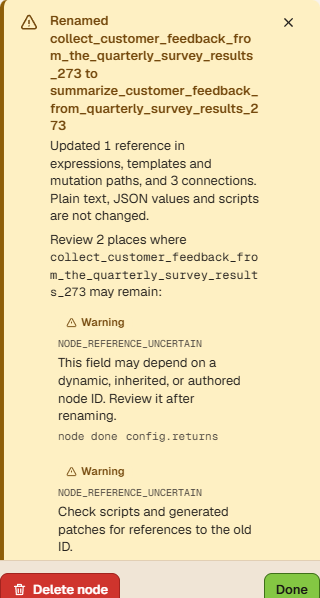 Renamed
collect_customer_feedback_fro
m_the_quarterly_survey_results
_273 to
summarize_customer_feedback_
from_quarterly_survey_results_2
73
Updated 1 reference in
expressions, templates and
mutation paths, and 3 connections.
Plain text, JSON values and scripts
are not changed.
Review 2 places where
collect_customer_feedback_fro
m_the_quarterly_survey_result
s_273 may remain:
Warning
NODE_REFERENCE_UNCERTAIN
This field may depend on a
dynamic, inherited, or authored
node ID. Review it after
renaming.
node done config.returns
Warning
NODE_REFERENCE_UNCERTAIN
Check scripts and generated
patches for references to the old
ID.
Delete node
Done